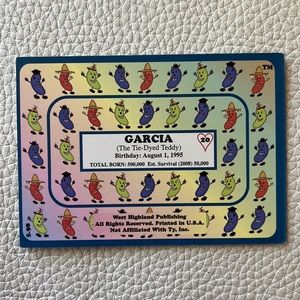 TM
GARCIA
20
(The Tie-Dyed Teddy)
Birthday: August 1, 1995
TOTAL BORN: 500,000 Est. Survival (2008) 50,000
West Highland Publishing
All Rights Reserved. Printed in U.S.A.
Not Affiliated With Ty, Inc.